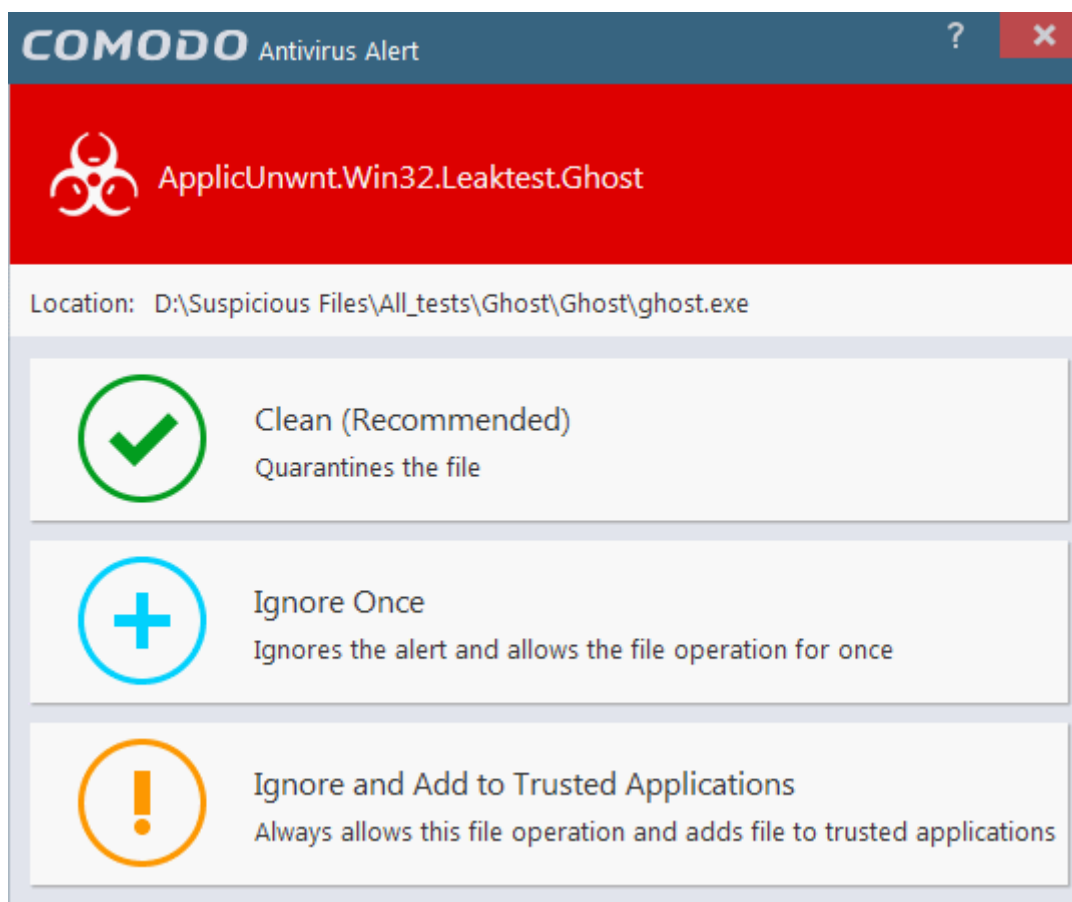 COMODO Antivirus Alert ?
ApplicUnwnt.Win32.Leaktest.Ghost
Location: D:\Suspicious Files\All_tests\Ghost\Ghost\ghost.exe
Clean (Recommended)
Quarantines the file
Ignore Once
Ignores the alert and allows the file operation for once
Ignore and Add to Trusted Applications
Always allows this file operation and adds file to trusted applications